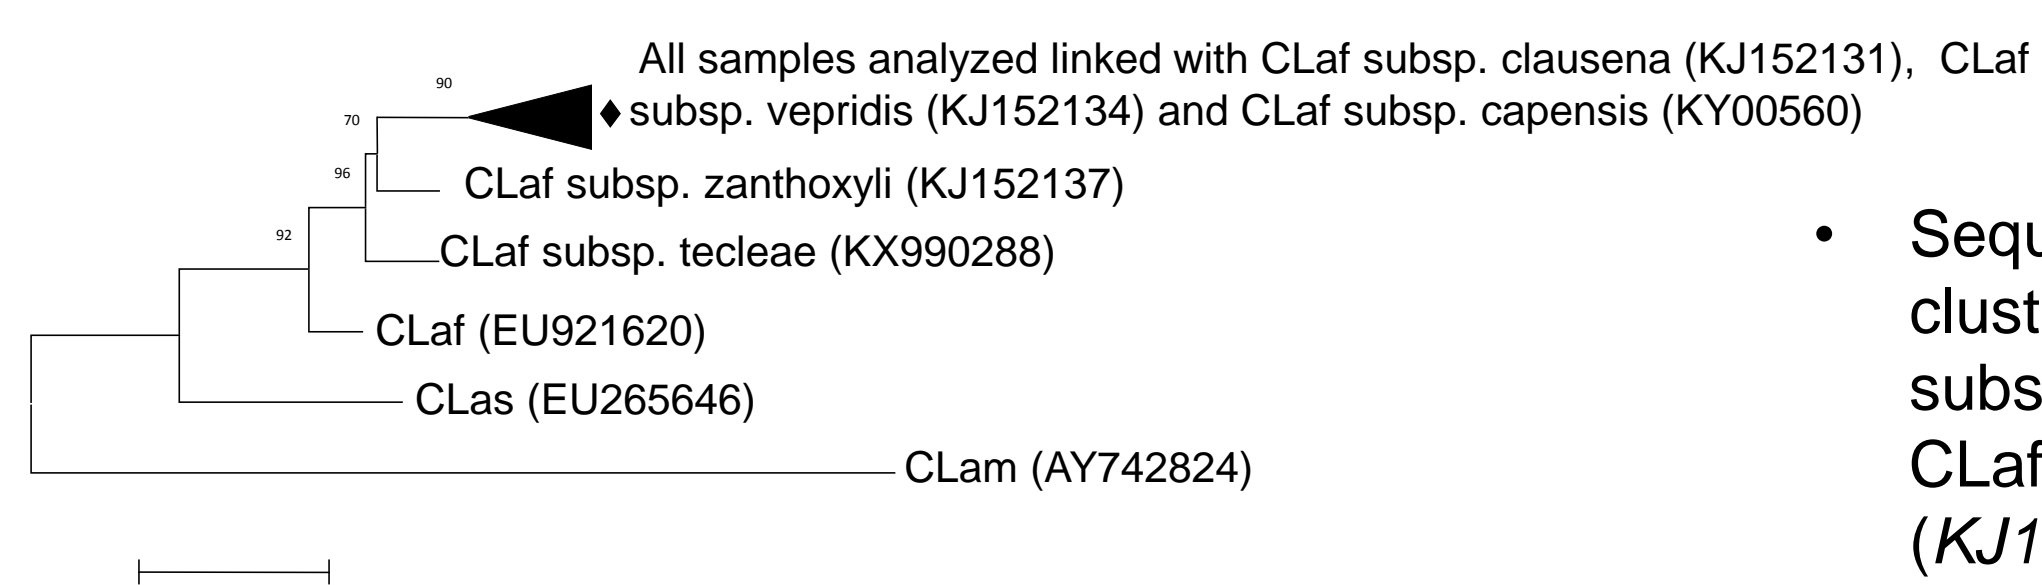 All samples analyzed linked with CLaf subsp. clausena (KJ152131), CLaf
subsp. vepridis (KJ152134) and CLaf subsp. capensis (KY00560)
90
70
CLaf subsp. zanthoxyli (KJ152137)
96
CLaf subsp. tecleae (KX990288)
92
CLaf (EU921620)
CLas (EU265646)
CLam (AY742824)
• Sequ
clust
subs
CLaf
(KJ1